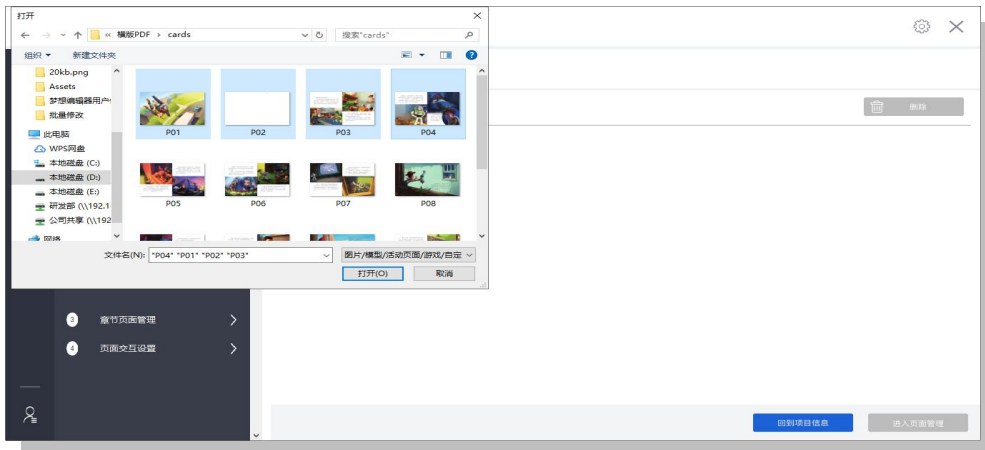 打开
« 橫版PDF › cards
搜索"cards"
组织
新建文件夹
20kb.png
Assets
梦想编辑器用户
批量修改
此电脑
WPS网盘
本地磁盘 (C:)
本地磁盘 (D:)
本地磁盘 (E:)
研发部 (\\192.1
公司共享 (\\192
网络
P01
P02
P03
P04
P05
P06
P07
P08
文件名(N):
"P04" "P01" "P02" "P03"
图片/模型/活动页面/游戏/自定
打开(O)
取消
删除
3 章节页面管理
4 页面交互设置
回到项目信息
进入页面管理